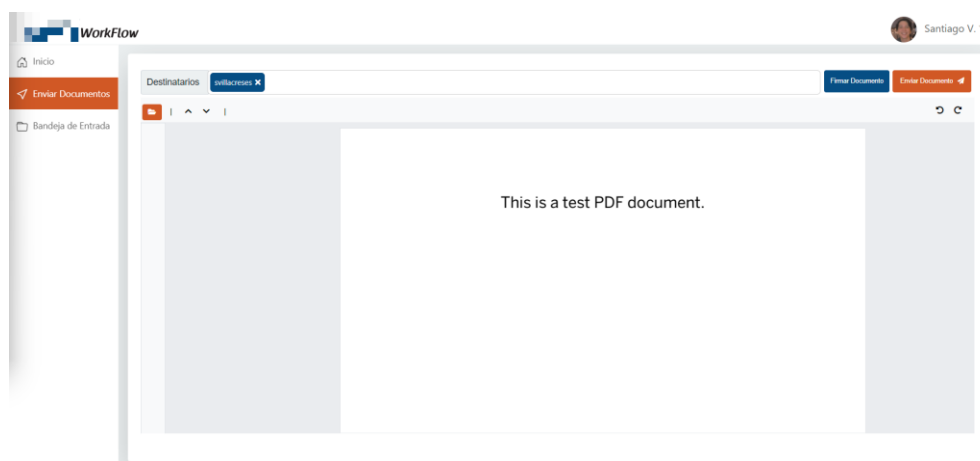 WorkFlow
Santiago V.
Inicio
Enviar Documentos
Bandeja de Entrada
Destinatarios svillacreses ×
Firmar Documento
Enviar Documento
This is a test PDF document.